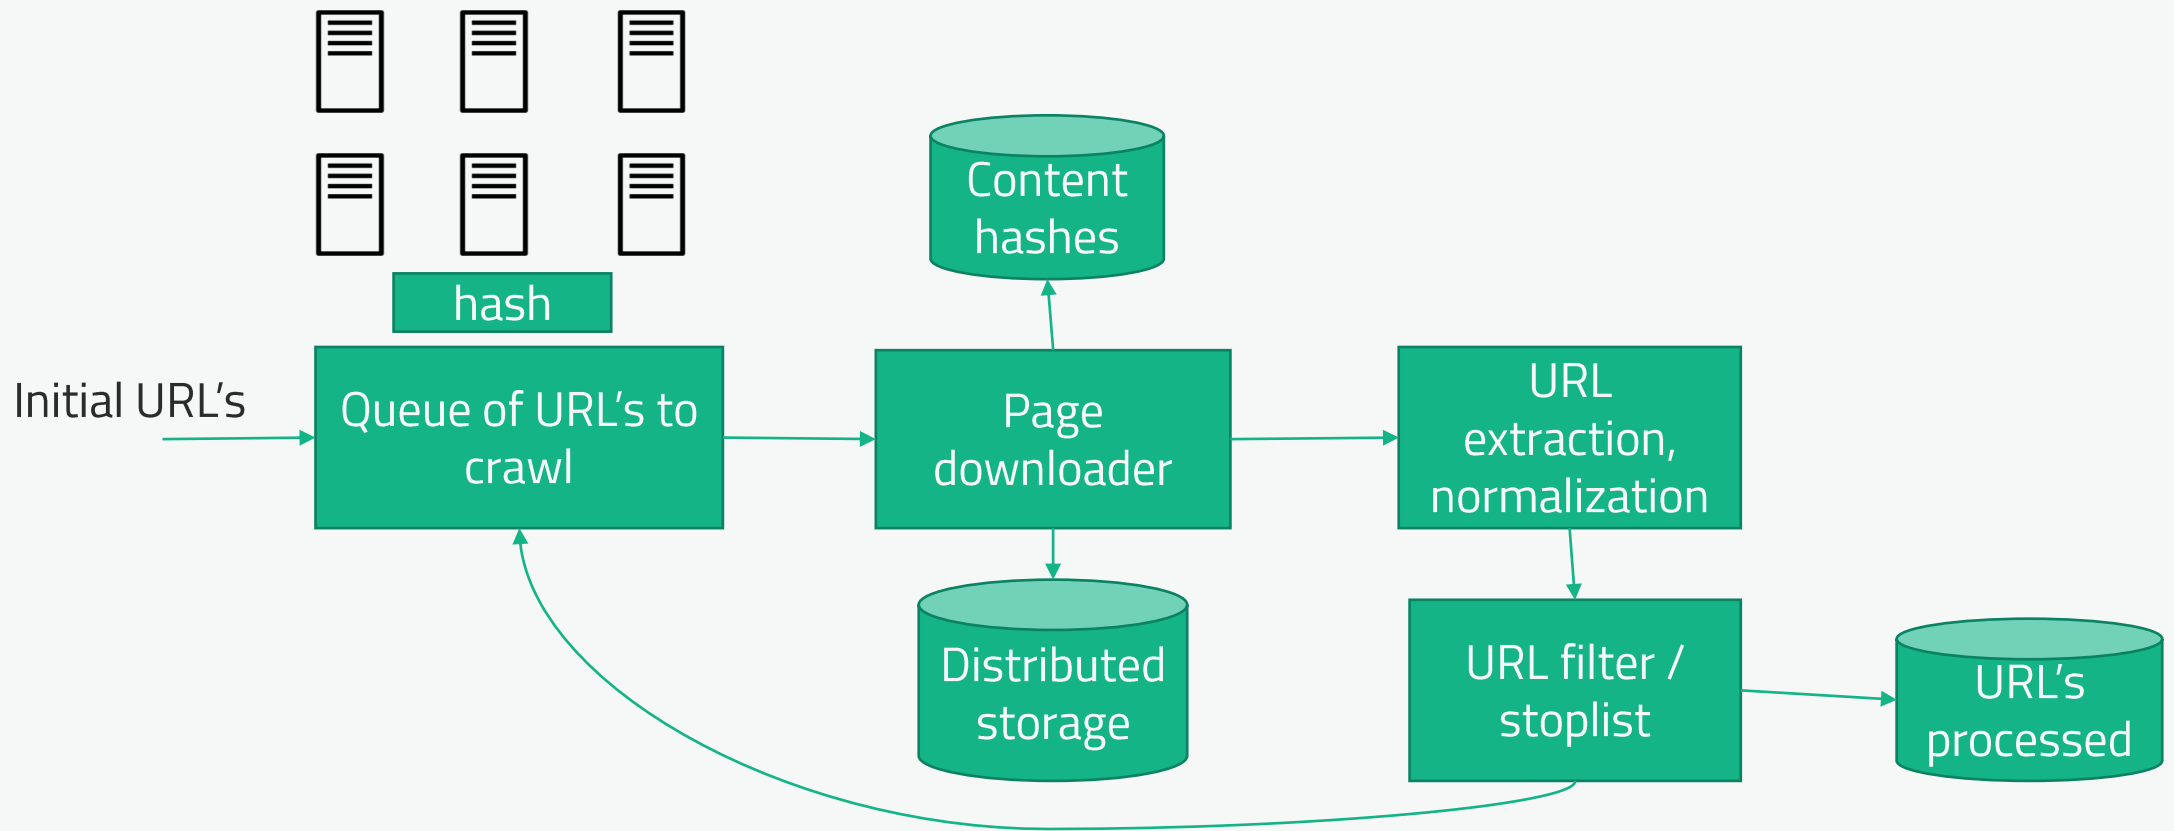 hash
Initial URL's
Queue of URL's to
crawl
Content
hashes
Page
downloader
Distributed
storage
URL
extraction,
normalization
URL filter /
stoplist
URL's
processed